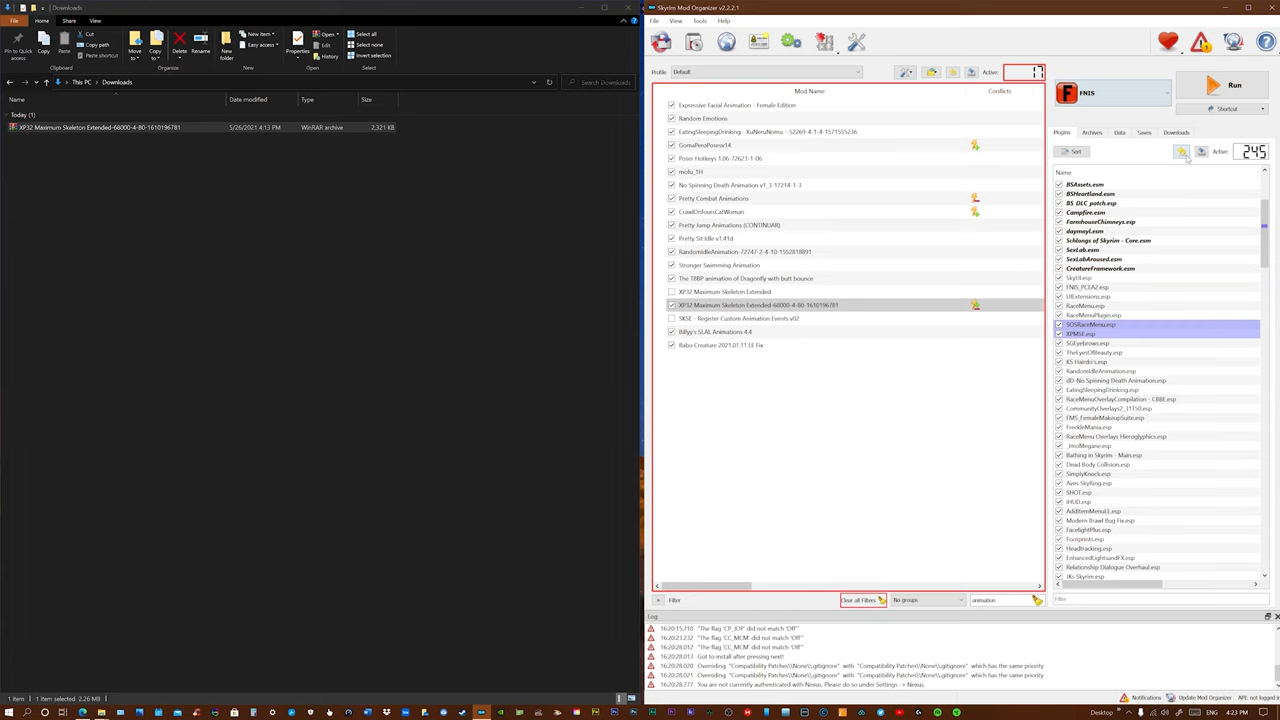 Downloads
File
Home
Share
View
Pin to Quick access
Copy
Paste
Cut
Copy path
Paste shortcut
Clipboard
Move to
Copy to
Delete
Rename
Organize
New folder
New item
Easy access
New
Properties
Open
Edit
History
Open
Select all
Select none
Invert selection
Select
This PC > Downloads
Search Downloads
Name
Date modified
Type
Size
Today (1)
XP32 Maximum Skeleton Extended-68000-4-80-1610196781
2,321 KB
WinRAR archive
1 item
1 item selected 2.26 MB
Skyrim Mod Organizer v2.2.2.1
File View Tools Help
Profile Default
Active: 17
Mod Name Conflicts
Expressive Facial Animation - Female Edition
Random Emotions
EatingSleepingDrinking - KuNeruNomu --52269-4-1-4-1571555236
GomaPeroPosesv14
Poser Hotkeys 1.06-72623-1-06
mofu_1H
No Spinning Death Animation v1_3-17214-1-3
Pretty Combat Animations
CrawlOnfoursCatWoman
Pretty Jump Animations (CONTINUAR)
Pretty Sit Idle v1.41d
RandomIdleAnimation-72747-2-4-10-1552818891
Stronger Swimming Animation
The TBBP animation of Dragonfly with butt bounce
XP32 Maximum Skeleton Extended
XP32 Maximum Skeleton Extended-68000-4-80-1610196781
SKSE - Register Custom Animation Events v02
Billyy's SLAL Animations 4.4
Babo Creature 2021.01.11 LE Fix
Filter
Clear all Filters
No groups
animation
FNIS
Run
Shortcut
Plugins Archives Data Saves Downloads
Sort
Active: 245
Name
BSAssets.esm
BSHeartland.esm
BS_DLC_patch.esp
Campfire.esm
FarmhouseChimneys.esp
daymoyl.esm
Schlongs of Skyrim - Core.esm
SexLab.esm
SexLabAroused.esm
CreatureFramework.esm
SkyUI.esp
FNIS_PCEA2.esp
UIExtensions.esp
RaceMenu.esp
RaceMenuPlugin.esp
SOSRaceMenu.esp
XPMSE.esp
SGEyebrows.esp
TheEyesOfBeauty.esp
KS Hairdo's.esp
RandomIdleAnimation.esp
dD-No Spinning Death Animation.esp
EatingSleepingDrinking.esp
RaceMenuOverlayCompilation - CBBE.esp
CommunityOverlays2_31T50.esp
FMS_FemaleMakeupSuite.esp
FreckleMania.esp
RaceMenu Overlays Hieroglyphics.esp
_ImoMegane.esp
Bathing in Skyrim - Main.esp
Dead Body Collision.esp
SimplyKnock.esp
Aves SkyRing.esp
SHOT.esp
iHUD.esp
AddItemMenuLE.esp
Modern Brawl Bug Fix.esp
FacelightPlus.esp
Footprints.esp
Headtracking.esp
EnhancedLightsandFX.esp
Relationship Dialogue Overhaul.esp
JKs Skyrim.esp
Filter
Log
16:20:15.710 "The flag 'CP_JOP' did not match 'Off'"
16:20:23.232 "The flag 'CC_MCM' did not match 'Off'"
16:20:28.012 "The flag 'CC_MCM' did not match 'Off'"
16:20:28.013 Got to install after pressing next!
16:20:28.020 Overriding "Compatibility Patches\\None\\.gitignore" with "Compatibility Patches\\None\\.gitignore" which has the same priority
16:20:28.021 Overriding "Compatibility Patches\\None\\.gitignore" with "Compatibility Patches\\None\\.gitignore" which has the same priority
16:20:28.777 You are not currently authenticated with Nexus. Please do so under Settings -> Nexus.
Notifications
Update Mod Organizer
API: not logged in
Desktop
ENG
4:23 PM